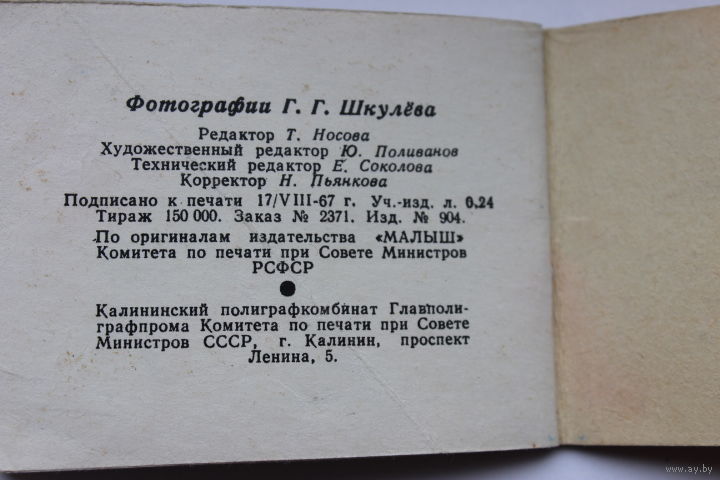 Фотографии Г. Г. Шкулёва
Редактор Т. Носова
Художественный редактор Ю. Поливанов
Технический редактор Е. Соколова
Корректор Н. Пьянкова
Подписано к печати 17/VIII-67 г. Уч.-изд. л. 0.24
Тираж 150 000. Заказ № 2371. Изд. № 904.
По оригиналам издательства «МАЛЫШ»
Комитета по печати при Совете Министров
РСФСР
●
Калининский полиграфкомбинат Главполи-
графпрома Комитета по печати при Совете
Министров СССР, г. Калинин, проспект
Ленина, 5.
www.ay.by